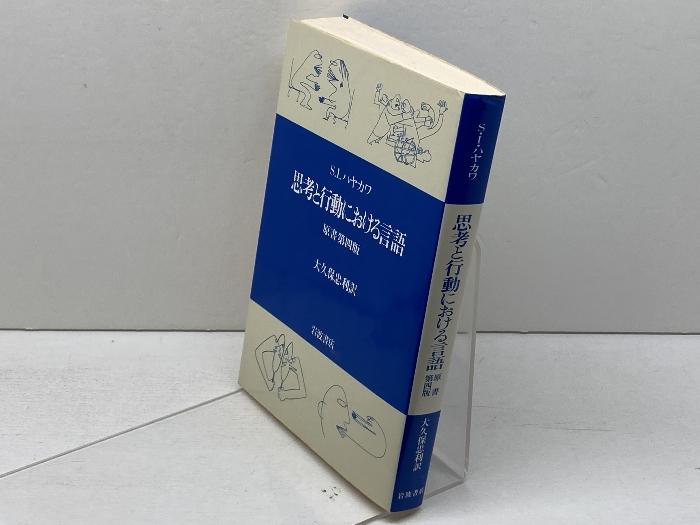 S.I.ハヤカワ
思考と行動における言語
原書第四版
大久保忠利訳
岩波書店
S・I・ハヤカワ
思考と行動における言語
原書
第四版
大久保忠利訳
岩波書店